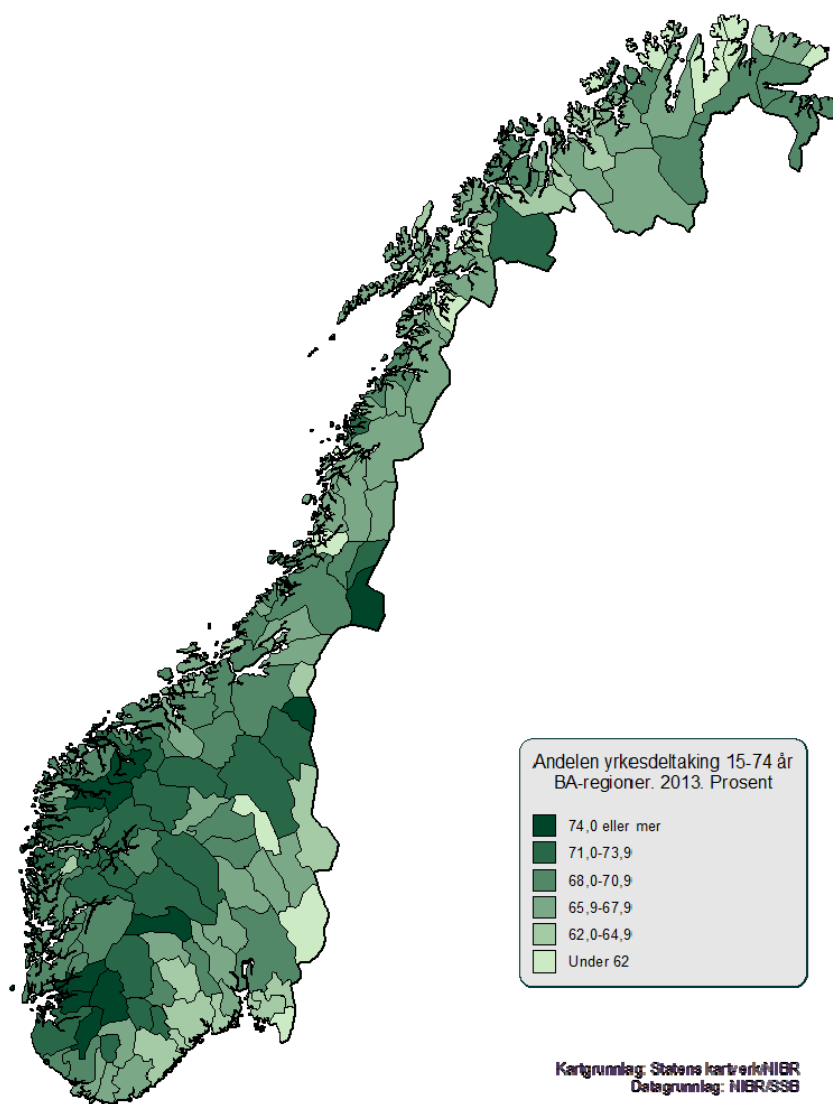 Andelen yrkesdeltaking 15-74 år
BA-regioner. 2013. Prosent
74,0 eller mer
71,0-73,9
68,0-70,9
65,9-67,9
62,0-64,9
Under 62
Kartgrunnlag: Statens kartverk/NIBR
Datagrunnlag: NIBR/SSB